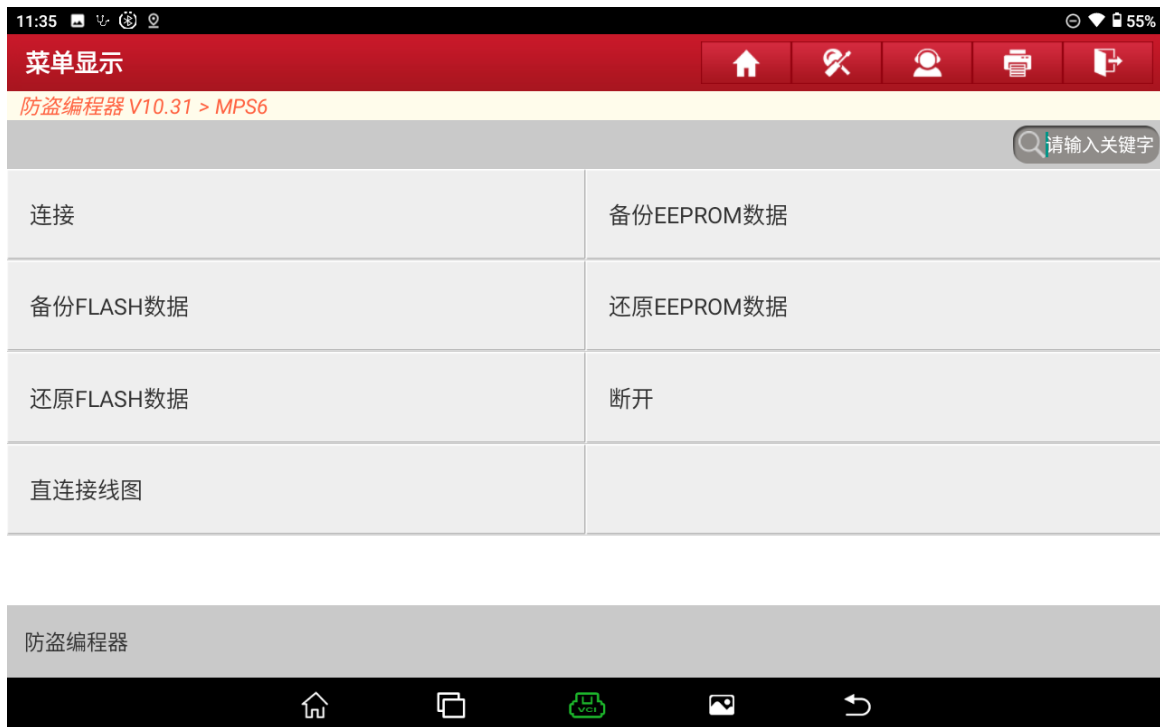 11:35 55%
菜单显示
防盗编程器 V10.31 > MPS6
请输入关键字
连接
备份EEPROM数据
备份FLASH数据
还原EEPROM数据
还原FLASH数据
断开
直连接线图
防盗编程器
VCI